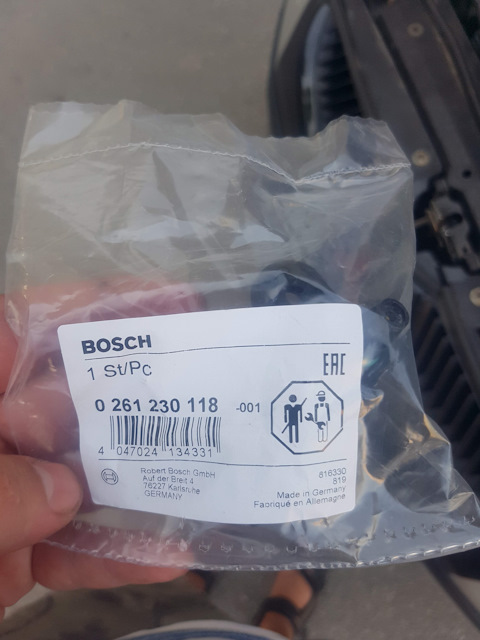 BOSCH
1 St/Pc
EAC
0 261 230 118 -001
4 047024 134331
Robert Bosch GmbH
Auf der Breit 4
76227 Karlsruhe
GERMANY
816330
819
Made in Germany
Fabriqué en Allemagne